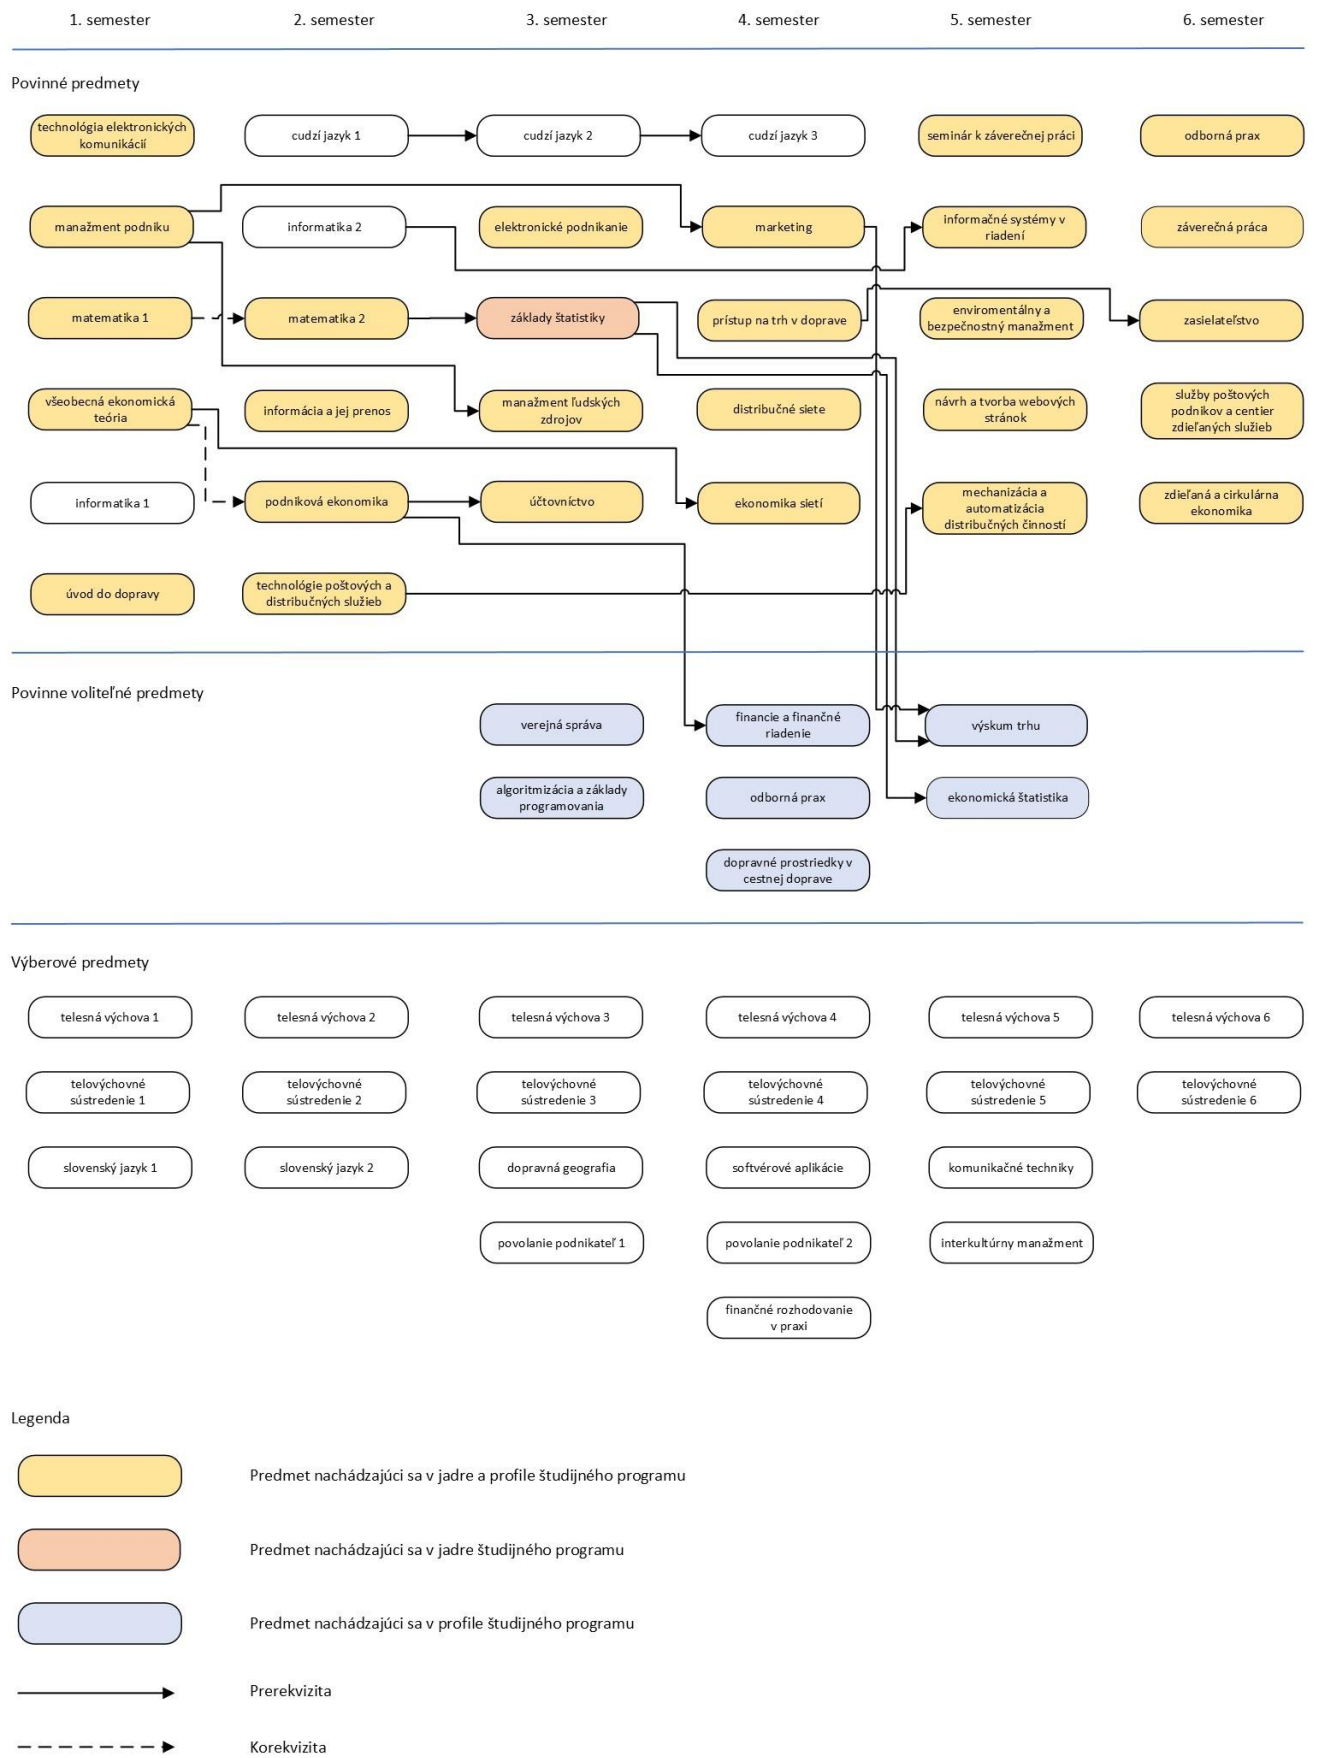 1. semester
2. semester
3. semester
4. semester
5. semester
6. semester
Povinné predmety
technológia elektronických
komunikácií
cudzí jazyk 1
cudzí jazyk 2
cudzí jazyk 3
seminár k záverečnej práci
odborná prax
manažment podniku
informatika 2
elektronické podnikanie
marketing
informačné systémy v
riadení
záverečná práca
matematika 1
matematika 2
základy štatistiky
prístup na trh v doprave
enviromentálny a
bezpečnostný manažment
zasielateľstvo
všeobecná ekonomická
teória
informácia a jej prenos
manažment ľudských
zdrojov
distribučné siete
návrh a tvorba webových
stránok
služby poštových
podnikov a centier
zdieľaných služieb
informatika 1
podniková ekonomika
účtovníctvo
ekonomika sietí
mechanizácia a
automatizácia
distribučných činností
zdieľaná a cirkulárna
ekonomika
úvod do dopravy
technológie poštových a
distribučných služieb
Povinne voliteľné predmety
verejná správa
financie a finančné
riadenie
výskum trhu
algoritmizácia a základy
programovania
odborná prax
ekonomická štatistika
dopravné prostriedky v
cestnej doprave
Výberové predmety
telesná výchova 1
telesná výchova 2
telesná výchova 3
telesná výchova 4
telesná výchova 5
telesná výchova 6
telovýchovné
sústredenie 1
telovýchovné
sústredenie 2
telovýchovné
sústredenie 3
telovýchovné
sústredenie 4
telovýchovné
sústredenie 5
telovýchovné
sústredenie 6
slovenský jazyk 1
slovenský jazyk 2
dopravná geografia
softvérové aplikácie
komunikačné techniky
povolanie podnikateľ 1
povolanie podnikateľ 2
interkultúrny manažment
finančné rozhodovanie
v praxi
Legenda
Predmet nachádzajúci sa v jadre a profile študijného programu
Predmet nachádzajúci sa v jadre študijného programu
Predmet nachádzajúci sa v profile študijného programu
Prerekvizita
Korekvizita